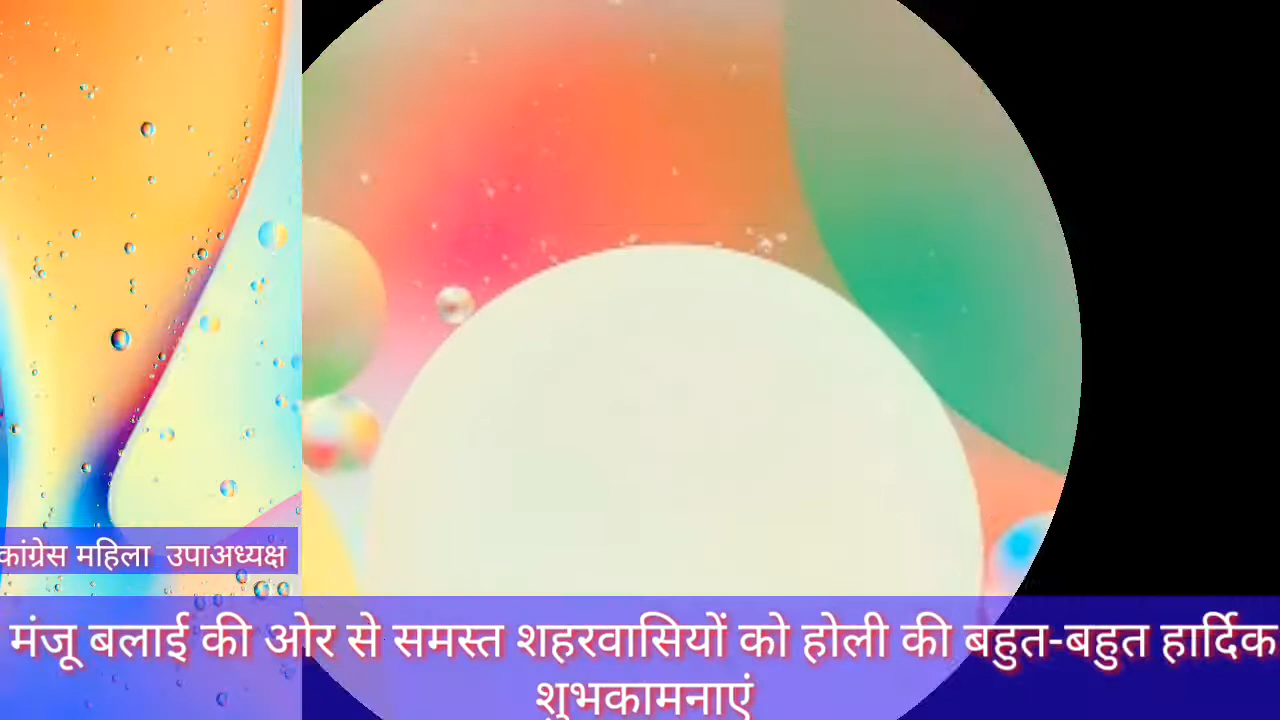 कांग्रेस महिला उपाअध्यक्ष
मंजू बलाई की ओर से समस्त शहरवासियों को होली की बहुत-बहुत हार्दिक
शुभकामनाएं